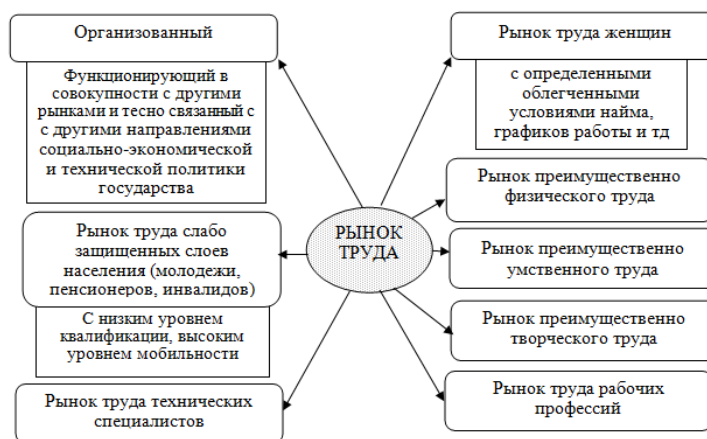 Организованный
Функционирующий в
совокупности с другими
рынками и тесно связанный с
с другими направлениями
социально-экономической
и технической политики
государства
Рынок труда слабо
защищенных слоев
населения (молодежи,
пенсионеров, инвалидов)
С низким уровнем
квалификации, высоким
уровнем мобильности
Рынок труда технических
специалистов
РЫНОК
ТРУДА
Рынок труда женщин
с определенными
облегченными
условиями найма,
графиков работы и тд
Рынок преимущественно
физического труда
Рынок преимущественно
умственного труда
Рынок преимущественно
творческого труда
Рынок труда рабочих
профессий